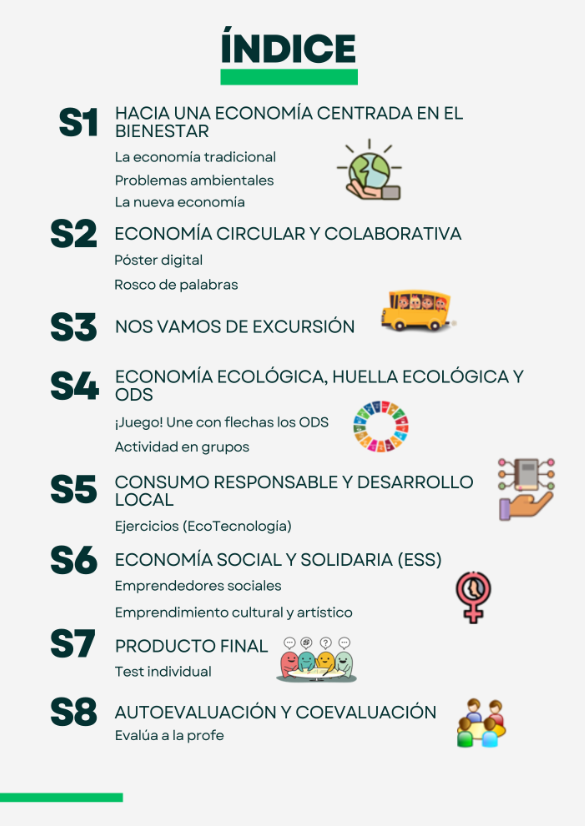 ÍNDICE
S1
HACIA UNA ECONOMÍA CENTRADA EN EL
BIENESTAR
La economía tradicional
Problemas ambientales
La nueva economía
S2
ECONOMÍA CIRCULAR Y COLABORATIVA
Póster digital
Rosco de palabras
S3
NOS VAMOS DE EXCURSIÓN
S4
ECONOMÍA ECOLÓGICA, HUELLA ECOLÓGICA Y
ODS
¡Juego! Une con flechas los ODS
Actividad en grupos
S5
CONSUMO RESPONSABLE Y DESARROLLO
LOCAL
Ejercicios (EcoTecnología)
S6
ECONOMÍA SOCIAL Y SOLIDARIA (ESS)
Emprendedores sociales
Emprendimiento cultural y artístico
S7
PRODUCTO FINAL
Test individual
S8
AUTOEVALUACIÓN Y COEVALUACIÓN
Evalúa a la profe